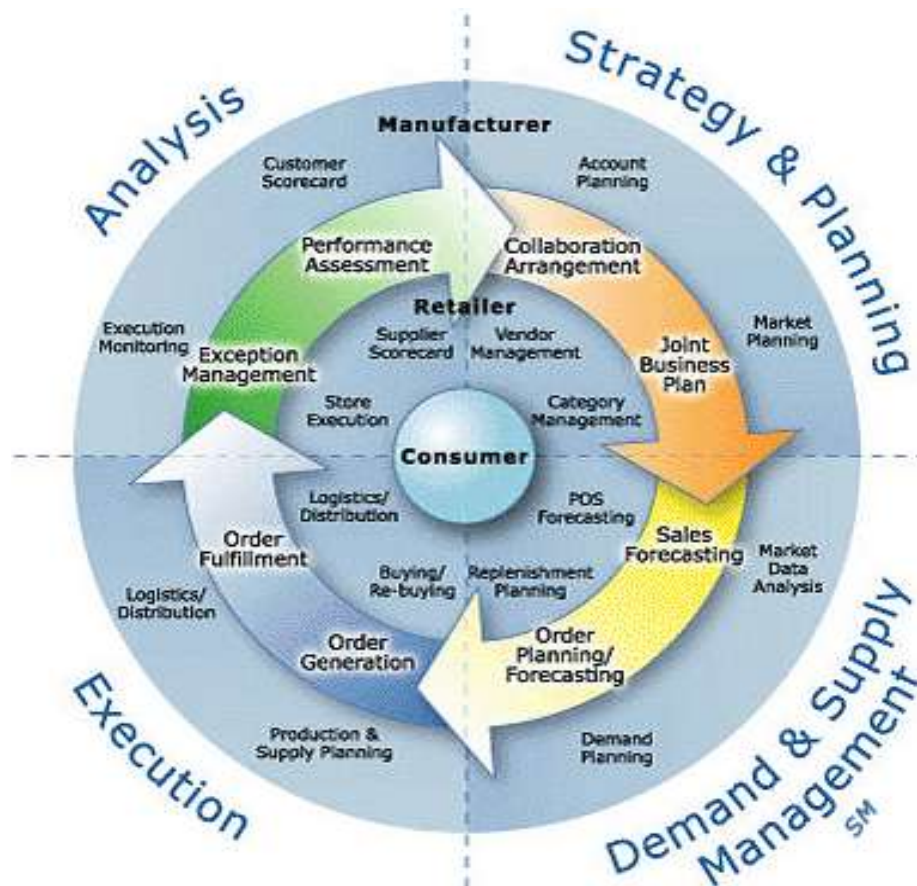 Analysis
Strategy & Planning
Manufacturer
Customer
Scorecard
Account
Planning
Performance
Assessment
Collaboration
Arrangement
Retailer
Execution
Monitoring
Exception
Management
Supplier
Scorecard
Vendor
Management
Joint
Business
Plan
Market
Planning
Store
Execution
Category
Management
Consumer
Logistics/
Distribution
POS
Forecasting
Order
Fulfillment
Sales
Forecasting
Market
Data
Analysis
Logistics/
Distribution
Buying/
Re-buying
Replenishment
Planning
Order
Generation
Order
Planning/
Forecasting
Production &
Supply Planning
Demand
Planning
Execution
Demand & Supply
Management
SM